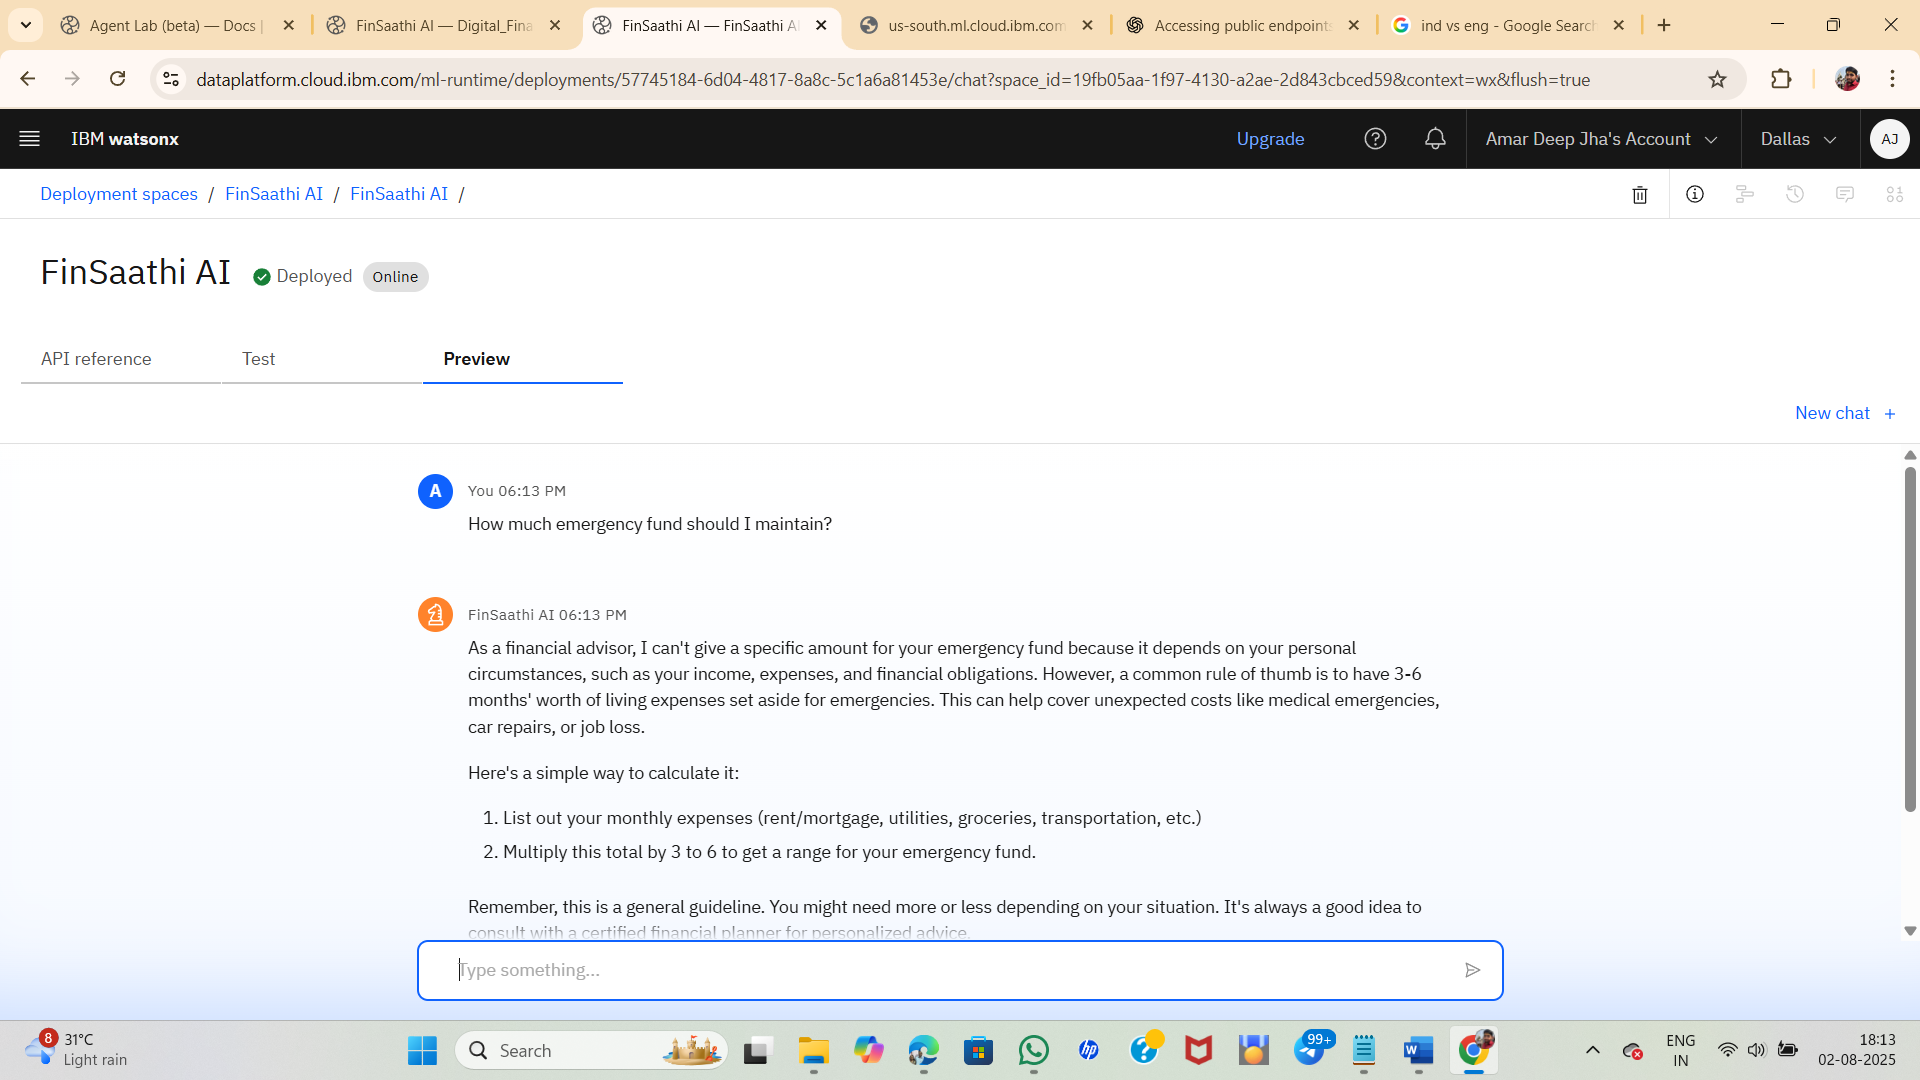 Agent Lab (beta) — Docs |
FinSaathi AI — Digital_Fina
FinSaathi AI — FinSaathi A
us-south.ml.cloud.ibm.com
Accessing public endpoints
ind vs eng - Google Search
dataplatform.cloud.ibm.com/ml-runtime/deployments/57745184-6d04-4817-8a8c-5c1a6a81453e/chat?space_id=19fb05aa-1f97-4130-a2ae-2d843cbced59&context=wx&flush=true
IBM watsonx
Upgrade
Amar Deep Jha's Account
Dallas
AJ
Deployment spaces / FinSaathi AI / FinSaathi AI /
FinSaathi AI
Deployed
Online
API reference
Test
Preview
New chat +
A
You 06:13 PM
How much emergency fund should I maintain?
FinSaathi AI 06:13 PM
As a financial advisor, I can't give a specific amount for your emergency fund because it depends on your personal
circumstances, such as your income, expenses, and financial obligations. However, a common rule of thumb is to have 3-6
months' worth of living expenses set aside for emergencies. This can help cover unexpected costs like medical emergencies,
car repairs, or job loss.
Here's a simple way to calculate it:
1. List out your monthly expenses (rent/mortgage, utilities, groceries, transportation, etc.)
2. Multiply this total by 3 to 6 to get a range for your emergency fund.
Remember, this is a general guideline. You might need more or less depending on your situation. It's always a good idea to
consult with a certified financial planner for personalized advice.
Type something...
8
31°C
Light rain
Search
hp
99+
W
ENG
IN
18:13
02-08-2025